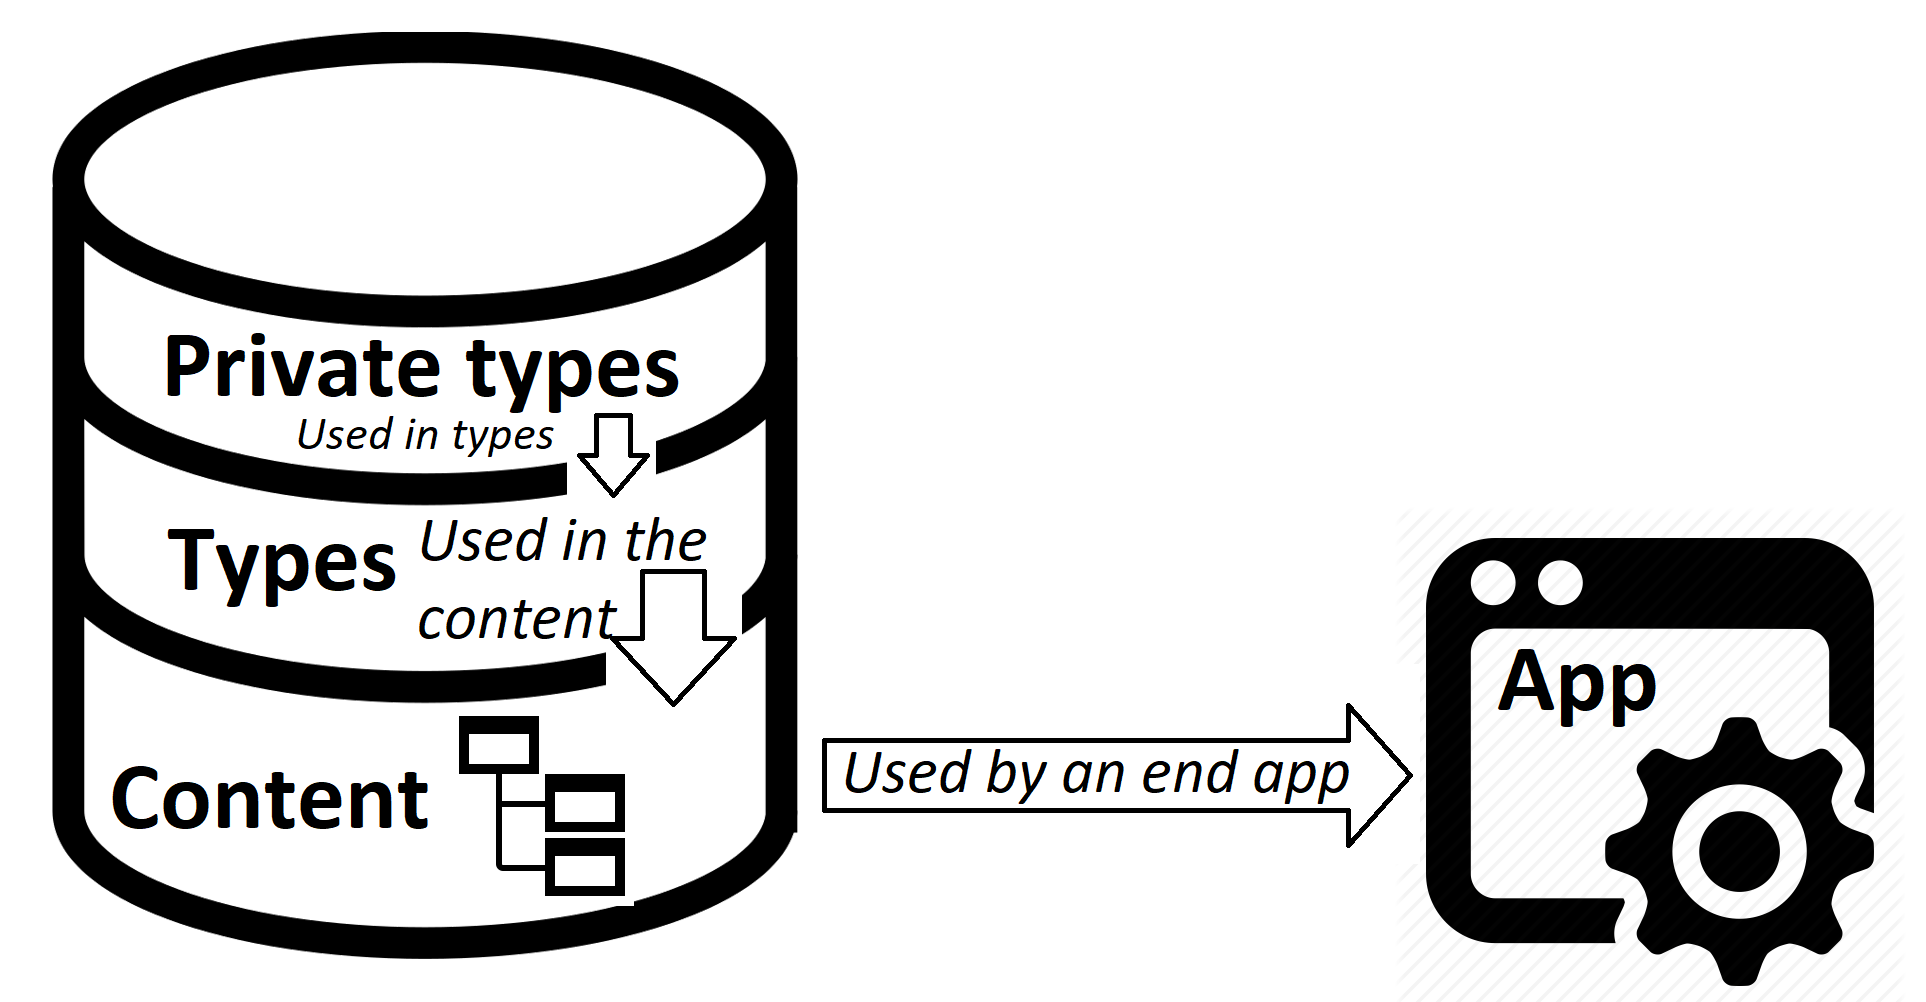 Private types
Used in types
Types
Used in the
content
Content
Used by an end app
App